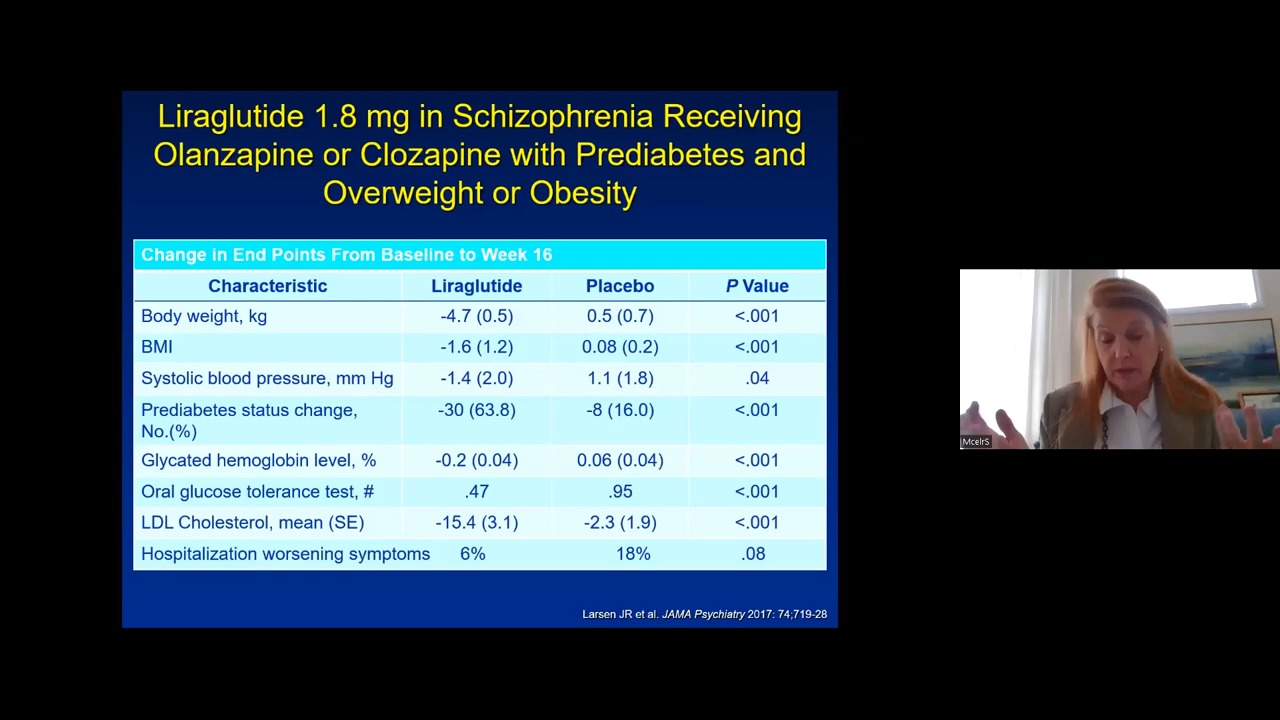 Liraglutide 1.8 mg in Schizophrenia Receiving
Olanzapine or Clozapine with Prediabetes and
Overweight or Obesity
Change in End Points From Baseline to Week 16
Characteristic Liraglutide Placebo P Value
Body weight, kg -4.7 (0.5) 0.5 (0.7) <.001
BMI -1.6 (1.2) 0.08 (0.2) <.001
Systolic blood pressure, mm Hg -1.4 (2.0) 1.1 (1.8) .04
Prediabetes status change, -30 (63.8) -8 (16.0) <.001
No.(%)
Glycated hemoglobin level, % -0.2 (0.04) 0.06 (0.04) <.001
Oral glucose tolerance test, # .47 .95 <.001
LDL Cholesterol, mean (SE) -15.4 (3.1) -2.3 (1.9) <.001
Hospitalization worsening symptoms 6% 18% .08
Larsen JR et al. JAMA Psychiatry 2017: 74;719-28
McelrS